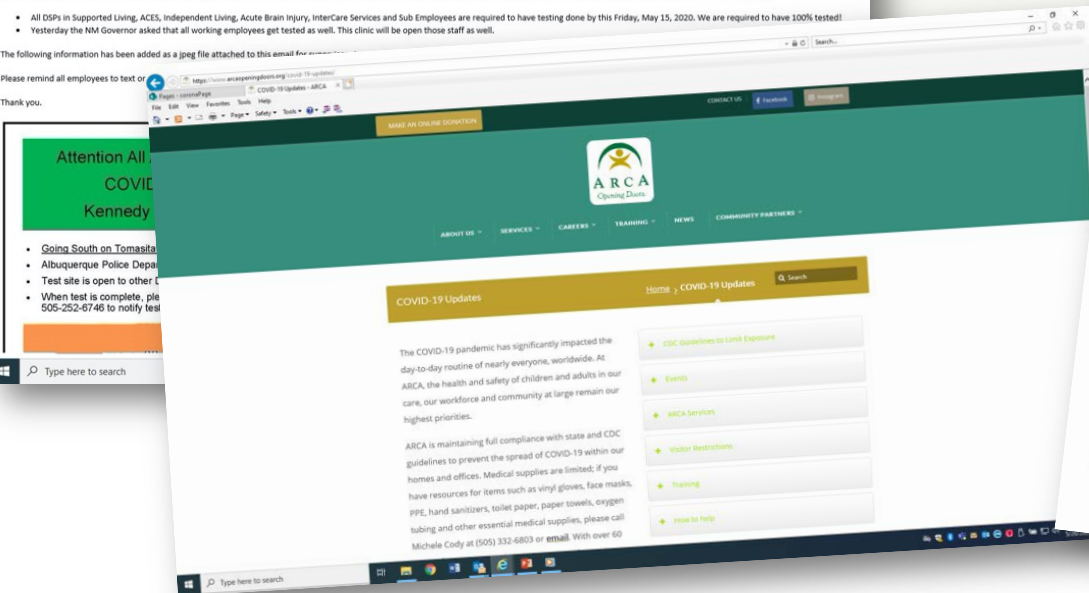 All DSPs in Supported Living, ACES, Independent Living, Acute Brain Injury, InterCare Services and Sub Employees are required to have testing done by this Friday, May 15, 2020. We are required to have 100% tested!
Yesterday the NM Governor asked that all working employees get tested as well. This clinic will be open those staff as well.
The following information has been added as a jpeg file attached to this email for
Please remind all employees to text or
Thank you.
Attention All
COVID
Kennedy
Going South on Tomasita
Albuquerque Police Depa
Test site is open to other
When test is complete, ple
505-252-6746 to notify tes
Type here to search
Search...
https://www.arcaopeningdoors.org/covid-19-updates/
Pages - coronaPage
COVID-19 Updates - ARCA
File Edit View Favorites Tools Help
Page Safety Tools
MAKE AN ONLINE DONATION
CONTACT US
Facebook
Instagram
ARCA
Opening Doors
ABOUT US SERVICES CAREERS TRAINING NEWS COMMUNITY PARTNERS
COVID-19 Updates
Home > COVID-19 Updates
Search
The COVID-19 pandemic has significantly impacted the
day-to-day routine of nearly everyone, worldwide. At
ARCA, the health and safety of children and adults in our
care, our workforce and community at large remain our
highest priorities.
ARCA is maintaining full compliance with state and CDC
guidelines to prevent the spread of COVID-19 within our
homes and offices. Medical supplies are limited; if you
have resources for items such as vinyl gloves, face masks,
PPE, hand sanitizers, toilet paper, paper towels, oxygen
tubing and other essential medical supplies, please call
Michele Cody at (505) 332-6803 or email. With over 60
+ CDC Guidelines to Limit Exposure
+ Events
+ ARCA Services
+ Visitor Restrictions
+ Training
+ How to help
Type here to search